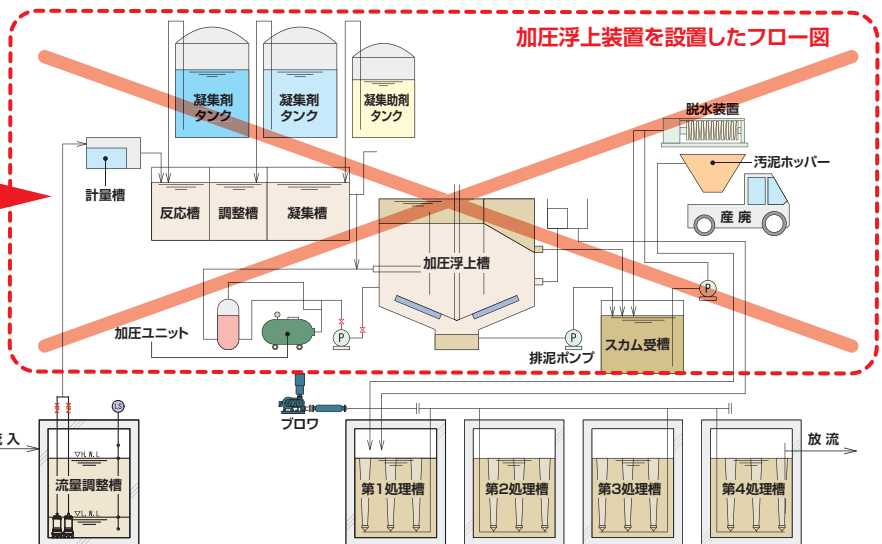 加圧浮上装置を設置したフロー図
凝集剤
タンク
凝集剤
タンク
凝集助剤
タンク
脱水装置
汚泥ホッパー
計量槽
反応槽
調整槽
凝集槽
産廃
加圧浮上槽
P
加圧ユニット
P
P
排泥ポンプ
スカム受槽
ブロワ
LS
流入
放流
▽H.W.L
流量調整槽
▽L.W.L
第1処理槽
第2処理槽
第3処理槽
第4処理槽